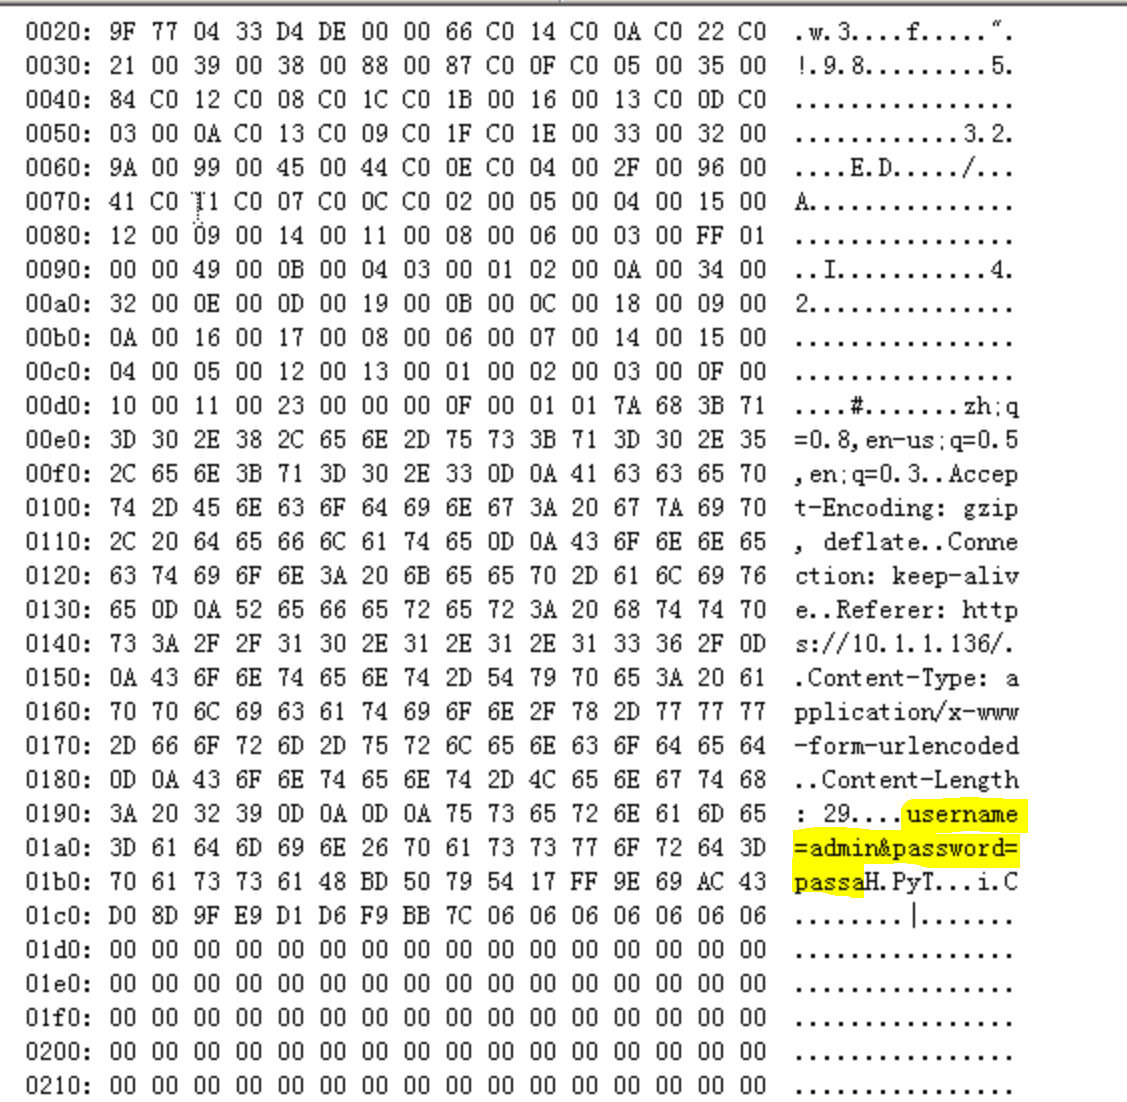 0020: 9F 77 04 33 D4 DE 00 00 66 C0 14 C0 0A C0 22 C0 .w.3....f.....".
0030: 21 00 39 00 38 00 88 00 87 C0 0F C0 05 00 35 00 !.9.8.........5.
0040: 84 C0 12 C0 08 C0 1C C0 1B 00 16 00 13 C0 0D C0 ................
0050: 03 00 0A C0 13 C0 09 C0 1F C0 1E 00 33 00 32 00 ............3.2.
0060: 9A 00 99 00 45 00 44 C0 0E C0 04 00 2F 00 96 00 ....E.D...../...
0070: 41 C0 11 C0 07 C0 0C C0 02 00 05 00 04 00 15 00 A...............
0080: 12 00 09 00 14 00 11 00 08 00 06 00 03 00 FF 01 ................
0090: 00 00 49 00 0B 00 04 03 00 01 02 00 0A 00 34 00 ..I...........4.
00a0: 32 00 0E 00 0D 00 19 00 0B 00 0C 00 18 00 09 00 2...............
00b0: 0A 00 16 00 17 00 08 00 06 00 07 00 14 00 15 00 ................
00c0: 04 00 05 00 12 00 13 00 01 00 02 00 03 00 0F 00 ................
00d0: 10 00 11 00 23 00 00 00 0F 00 01 01 7A 68 3B 71 ....#.......zh;q
00e0: 3D 30 2E 38 2C 65 6E 2D 75 73 3B 71 3D 30 2E 35 =0.8,en-us;q=0.5
00f0: 2C 65 6E 3B 71 3D 30 2E 33 0D 0A 41 63 63 65 70 ,en;q=0.3..Accep
0100: 74 2D 45 6E 63 6F 64 69 6E 67 3A 20 67 7A 69 70 t-Encoding: gzip
0110: 2C 20 64 65 66 6C 61 74 65 0D 0A 43 6F 6E 6E 65 , deflate..Conne
0120: 63 74 69 6F 6E 3A 20 6B 65 65 70 2D 61 6C 69 76 ction: keep-aliv
0130: 65 0D 0A 52 65 66 65 72 65 72 3A 20 68 74 74 70 e..Referer: http
0140: 73 3A 2F 2F 31 30 2E 31 2E 31 2E 31 33 36 2F 0D s://10.1.1.136/.
0150: 0A 43 6F 6E 74 65 6E 74 2D 54 79 70 65 3A 20 61 .Content-Type: a
0160: 70 70 6C 69 63 61 74 69 6F 6E 2F 78 2D 77 77 77 pplication/x-www
0170: 2D 66 6F 72 6D 2D 75 72 6C 65 6E 63 6F 64 65 64 -form-urlencoded
0180: 0D 0A 43 6F 6E 74 65 6E 74 2D 4C 65 6E 67 74 68 ..Content-Length
0190: 3A 20 32 39 0D 0A 0D 0A 75 73 65 72 6E 61 6D 65 : 29....username
01a0: 3D 61 64 6D 69 6E 26 70 61 73 73 77 6F 72 64 3D =admin&password=
01b0: 70 61 73 73 61 48 BD 50 79 54 17 FF 9E 69 AC 43 passaH.PyT...i.C
01c0: D0 8D 9F E9 D1 D6 F9 BB 7C 06 06 06 06 06 06 06 ........|.......
01d0: 00 00 00 00 00 00 00 00 00 00 00 00 00 00 00 00 ................
01e0: 00 00 00 00 00 00 00 00 00 00 00 00 00 00 00 00 ................
01f0: 00 00 00 00 00 00 00 00 00 00 00 00 00 00 00 00 ................
0200: 00 00 00 00 00 00 00 00 00 00 00 00 00 00 00 00 ................
0210: 00 00 00 00 00 00 00 00 00 00 00 00 00 00 00 00 ................